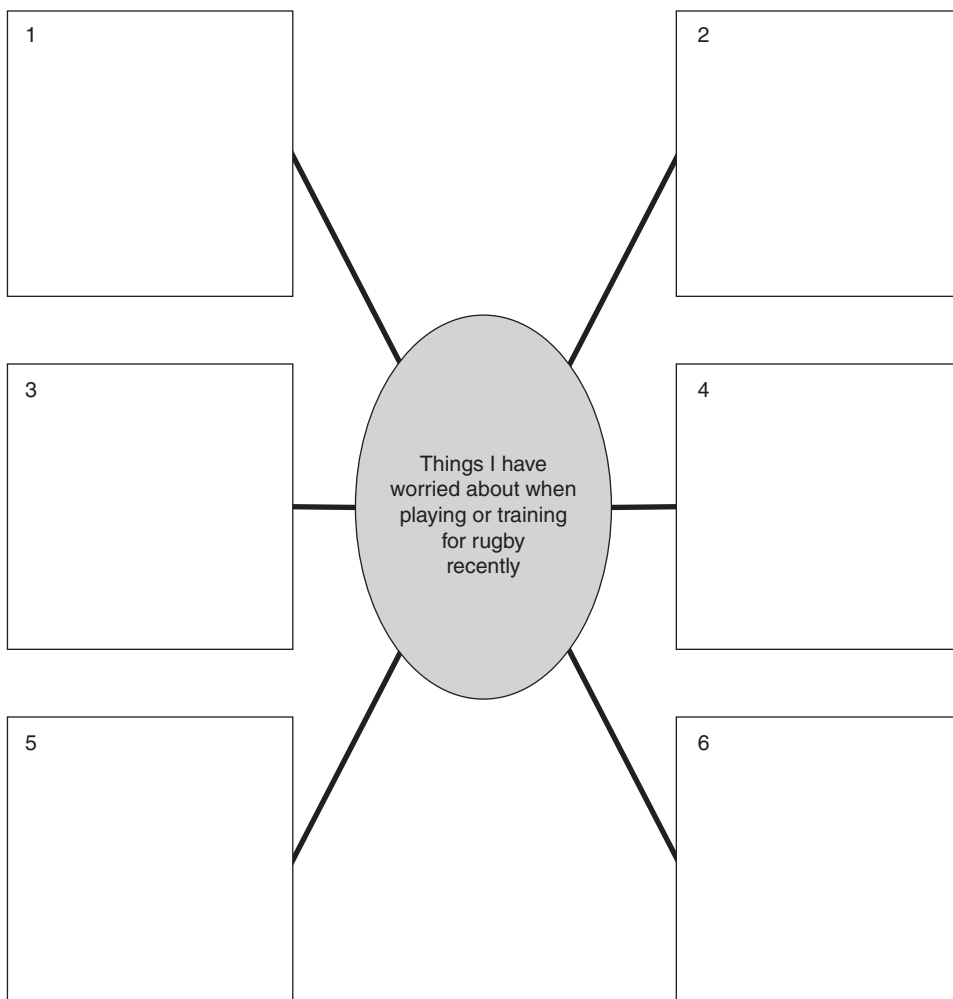 1
2
3
4
Things I have
worried about when
playing or training
for rugby
recently
5
6